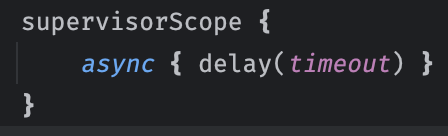 supervisorScope {
    async { delay(timeout) }
}